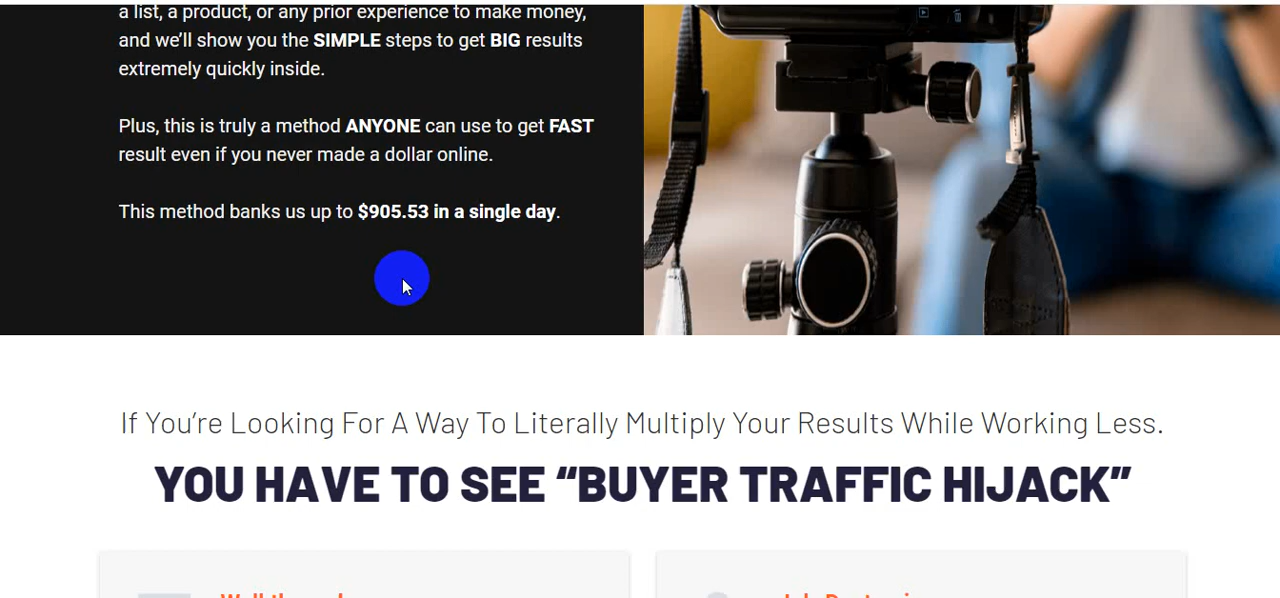 a list, a product, or any prior experience to make money,
and we’ll show you the SIMPLE steps to get BIG results
extremely quickly inside.
Plus, this is truly a method ANYONE can use to get FAST
result even if you never made a dollar online.
This method banks us up to $905.53 in a single day.
If You’re Looking For A Way To Literally Multiply Your Results While Working Less.
YOU HAVE TO SEE “BUYER TRAFFIC HIJACK”